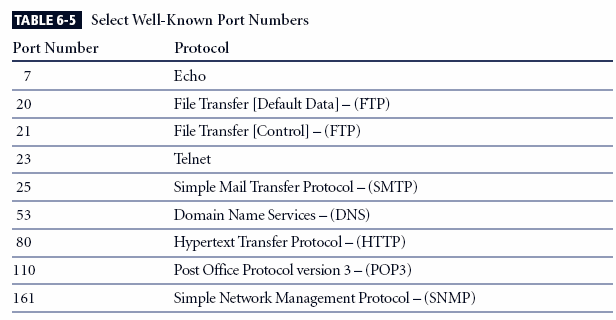 TABLE 6-5 Select Well-Known Port Numbers
Port Number Protocol
7 Echo
20 File Transfer [Default Data] – (FTP)
21 File Transfer [Control] – (FTP)
23 Telnet
25 Simple Mail Transfer Protocol – (SMTP)
53 Domain Name Services – (DNS)
80 Hypertext Transfer Protocol – (HTTP)
110 Post Office Protocol version 3 – (POP3)
161 Simple Network Management Protocol – (SNMP)